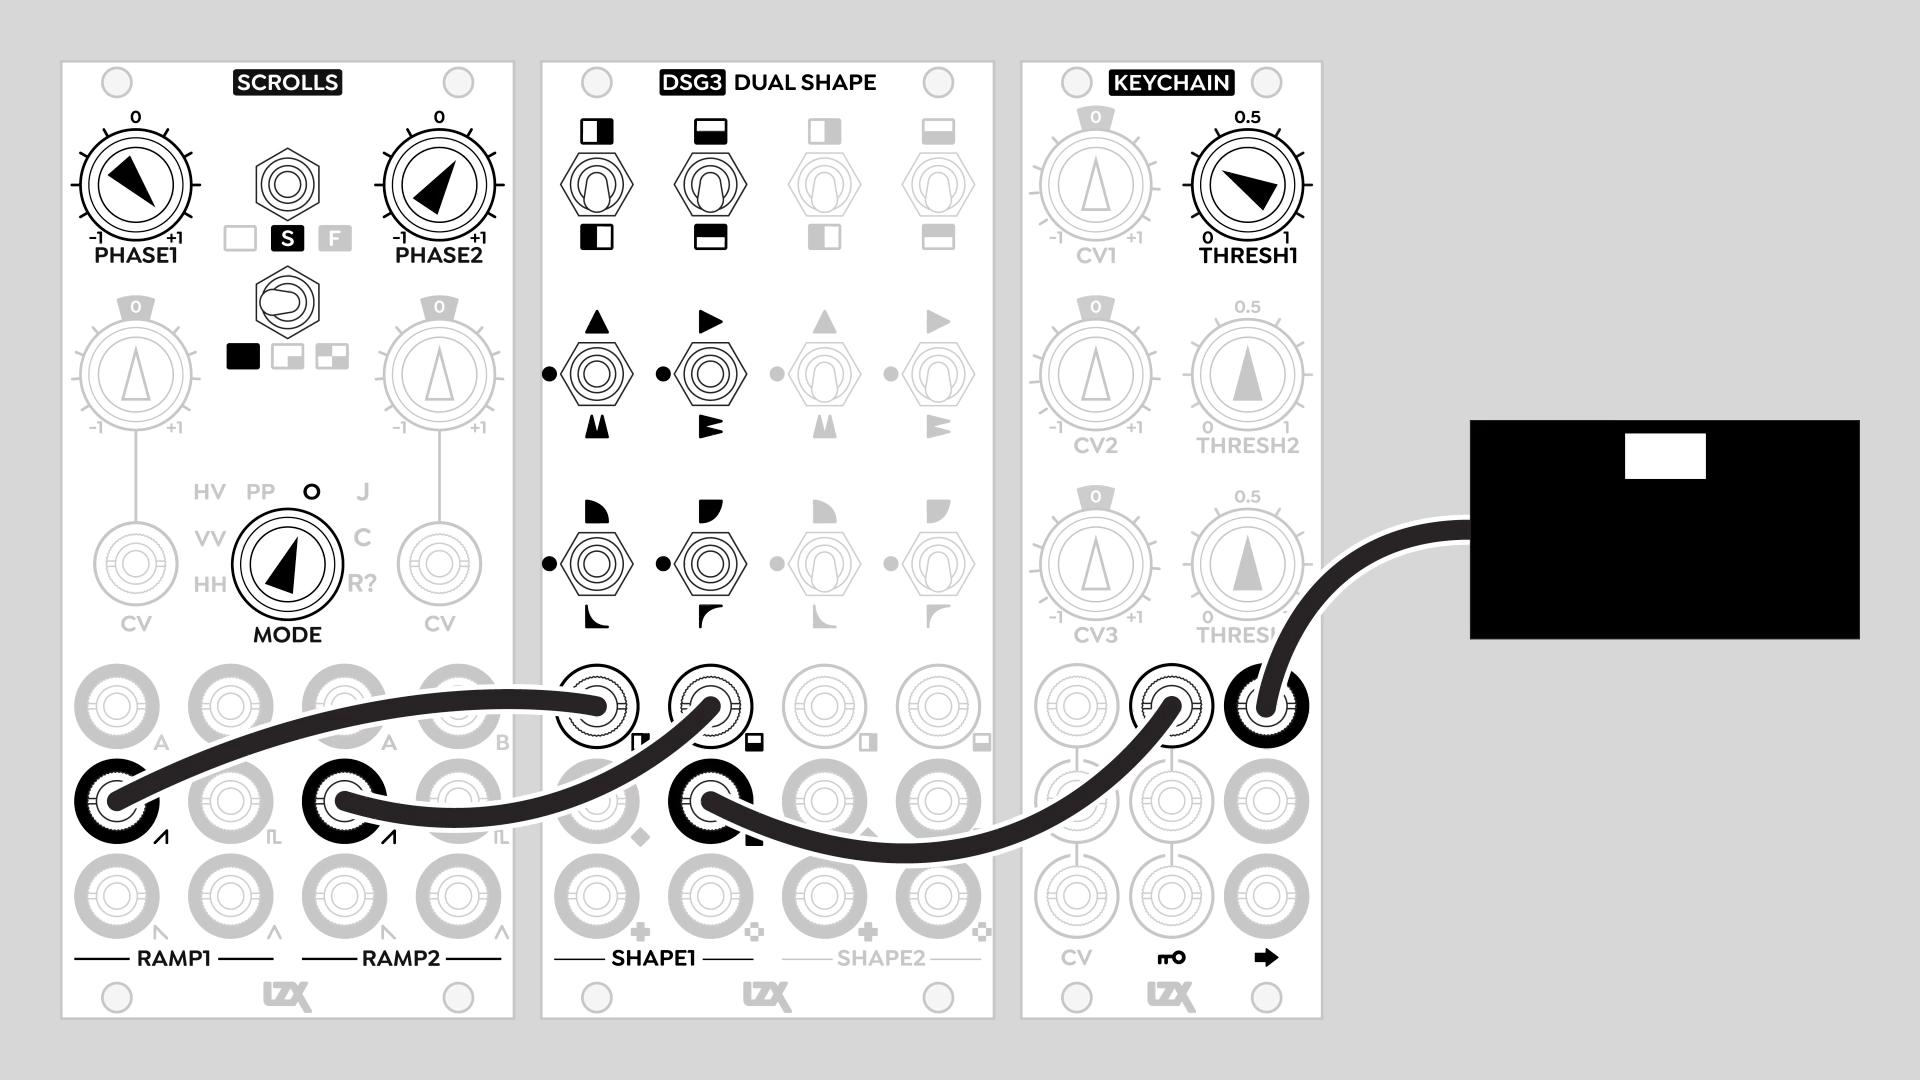 SCROLLS
0
0
-1
+1
PHASE1
-1
+1
PHASE2
S
F
0
0
-1
+1
-1
+1
HV
PP
O
J
VV
C
HH
R?
CV
MODE
CV
A
A
B
RAMP1
RAMP2
LZX
DSG3 DUAL SHAPE
SHAPE1
SHAPE2
LZX
KEYCHAIN
0
0.5
-1
+1
CV1
0
1
THRESH1
0
0.5
-1
+1
CV2
0
1
THRESH2
0
0.5
-1
+1
CV3
0
CV
LZX